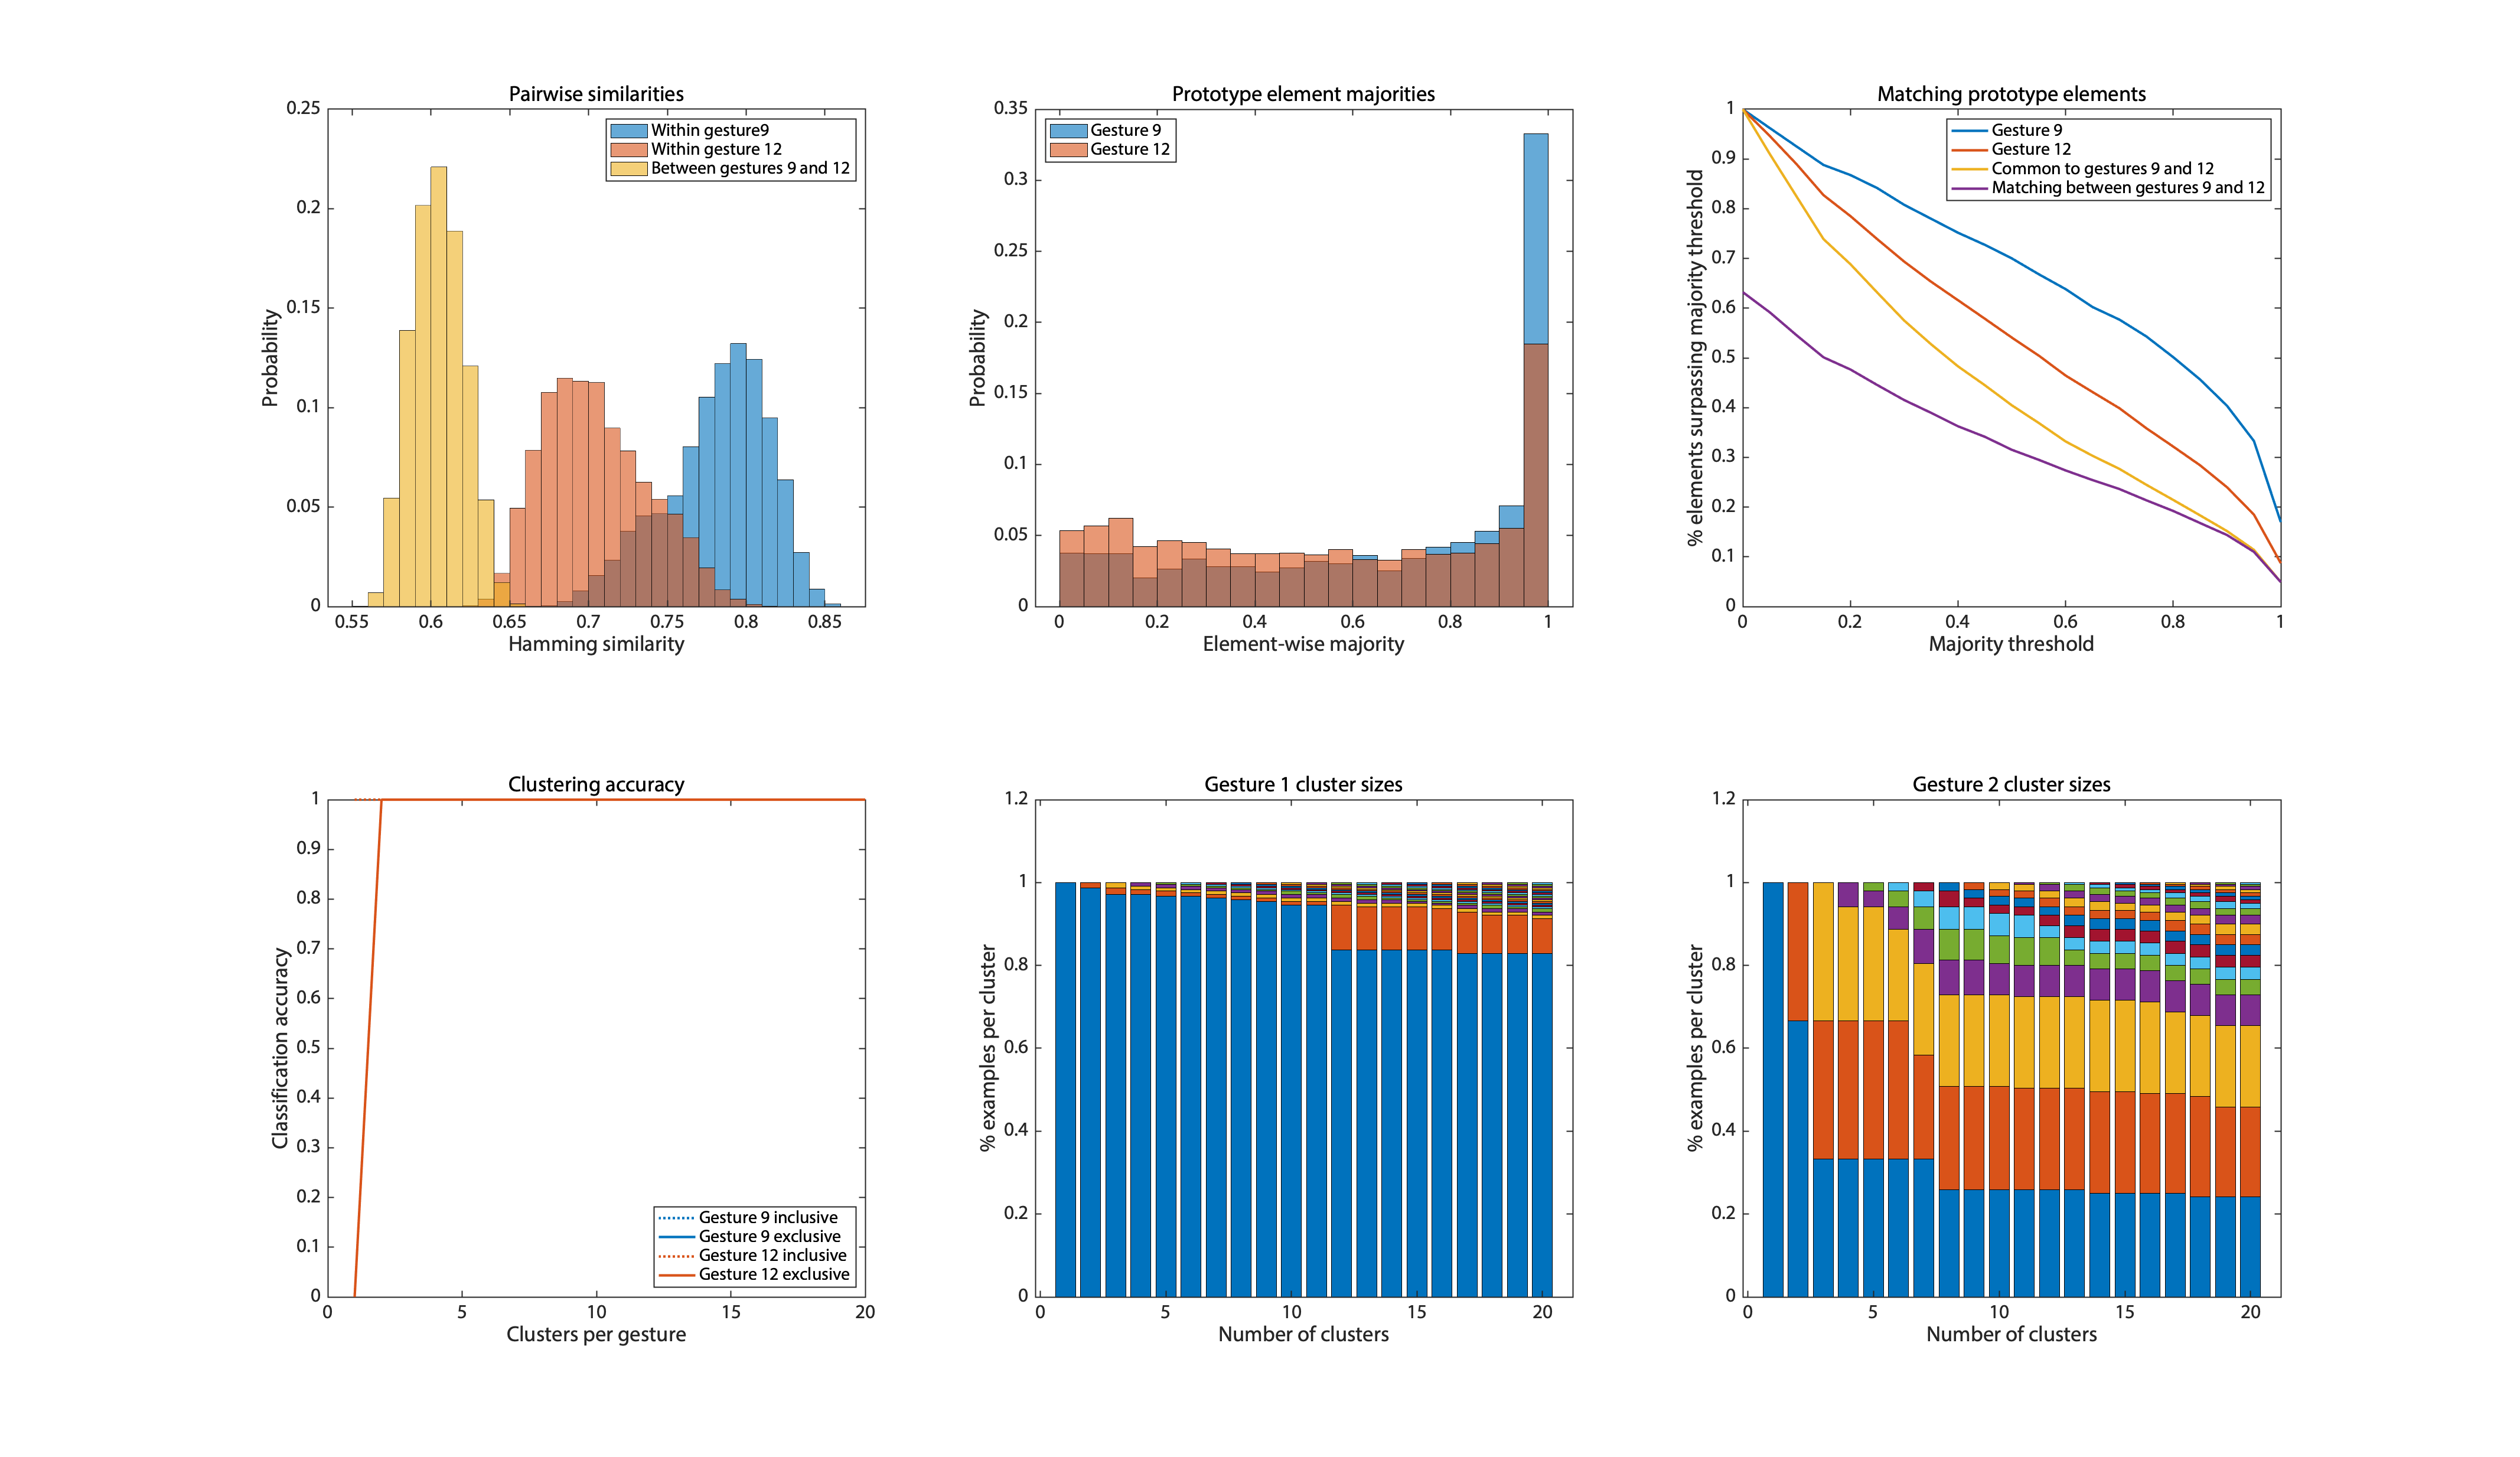 Pairwise similarities
0.25
0.2
0.15
0.1
0.05
0
Probability
Within gesture9
Within gesture 12
Between gestures 9 and 12
0.55 0.6 0.65 0.7 0.75 0.8 0.85
Hamming similarity
Prototype element majorities
0.35
0.3
0.25
0.2
0.15
0.1
0.05
0
Probability
Gesture 9
Gesture 12
0 0.2 0.4 0.6 0.8 1
Element-wise majority
Matching prototype elements
1
0.9
0.8
0.7
0.6
0.5
0.4
0.3
0.2
0.1
0
% elements surpassing majority threshold
Gesture 9
Gesture 12
Common to gestures 9 and 12
Matching between gestures 9 and 12
0 0.2 0.4 0.6 0.8 1
Majority threshold
Clustering accuracy
1
0.9
0.8
0.7
0.6
0.5
0.4
0.3
0.2
0.1
0
Classification accuracy
Gesture 9 inclusive
Gesture 9 exclusive
Gesture 12 inclusive
Gesture 12 exclusive
0 5 10 15 20
Clusters per gesture
Gesture 1 cluster sizes
1.2
1
0.8
0.6
0.4
0.2
0
% examples per cluster
0 5 10 15 20
Number of clusters
Gesture 2 cluster sizes
1.2
1
0.8
0.6
0.4
0.2
0
% examples per cluster
0 5 10 15 20
Number of clusters